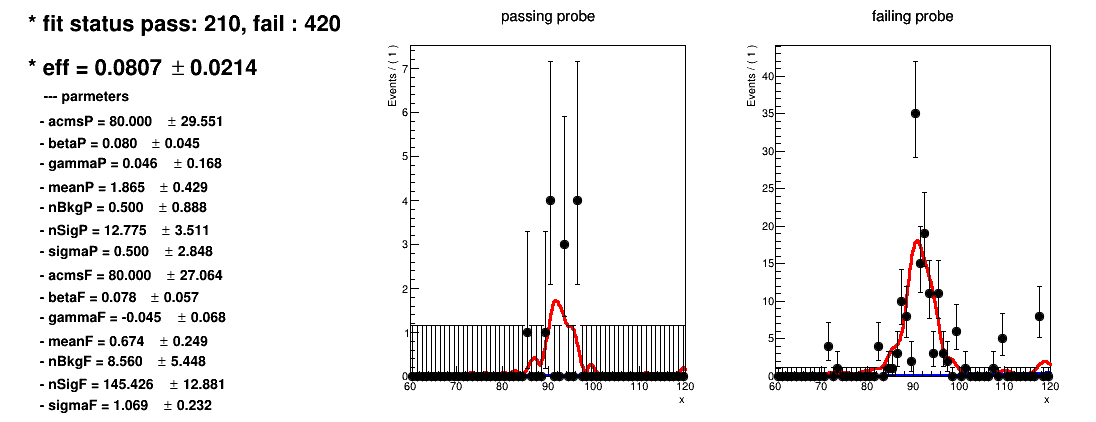 * fit status pass: 210, fail : 420
* eff = 0.0807 ± 0.0214
--- parmeters
- acmsP = 80.000 ± 29.551
- betaP = 0.080 ± 0.045
- gammaP = 0.046 ± 0.168
- meanP = 1.865 ± 0.429
- nBkgP = 0.500 ± 0.888
- nSigP = 12.775 ± 3.511
- sigmaP = 0.500 ± 2.848
- acmsF = 80.000 ± 27.064
- betaF = 0.078 ± 0.057
- gammaF = -0.045 ± 0.068
- meanF = 0.674 ± 0.249
- nBkgF = 8.560 ± 5.448
- nSigF = 145.426 ± 12.881
- sigmaF = 1.069 ± 0.232
passing probe
Events / ( 1 )
7
6
5
4
3
2
1
0
60 70 80 90 100 110 120
x
failing probe
Events / ( 1 )
40
35
30
25
20
15
10
5
0
60 70 80 90 100 110 120
x